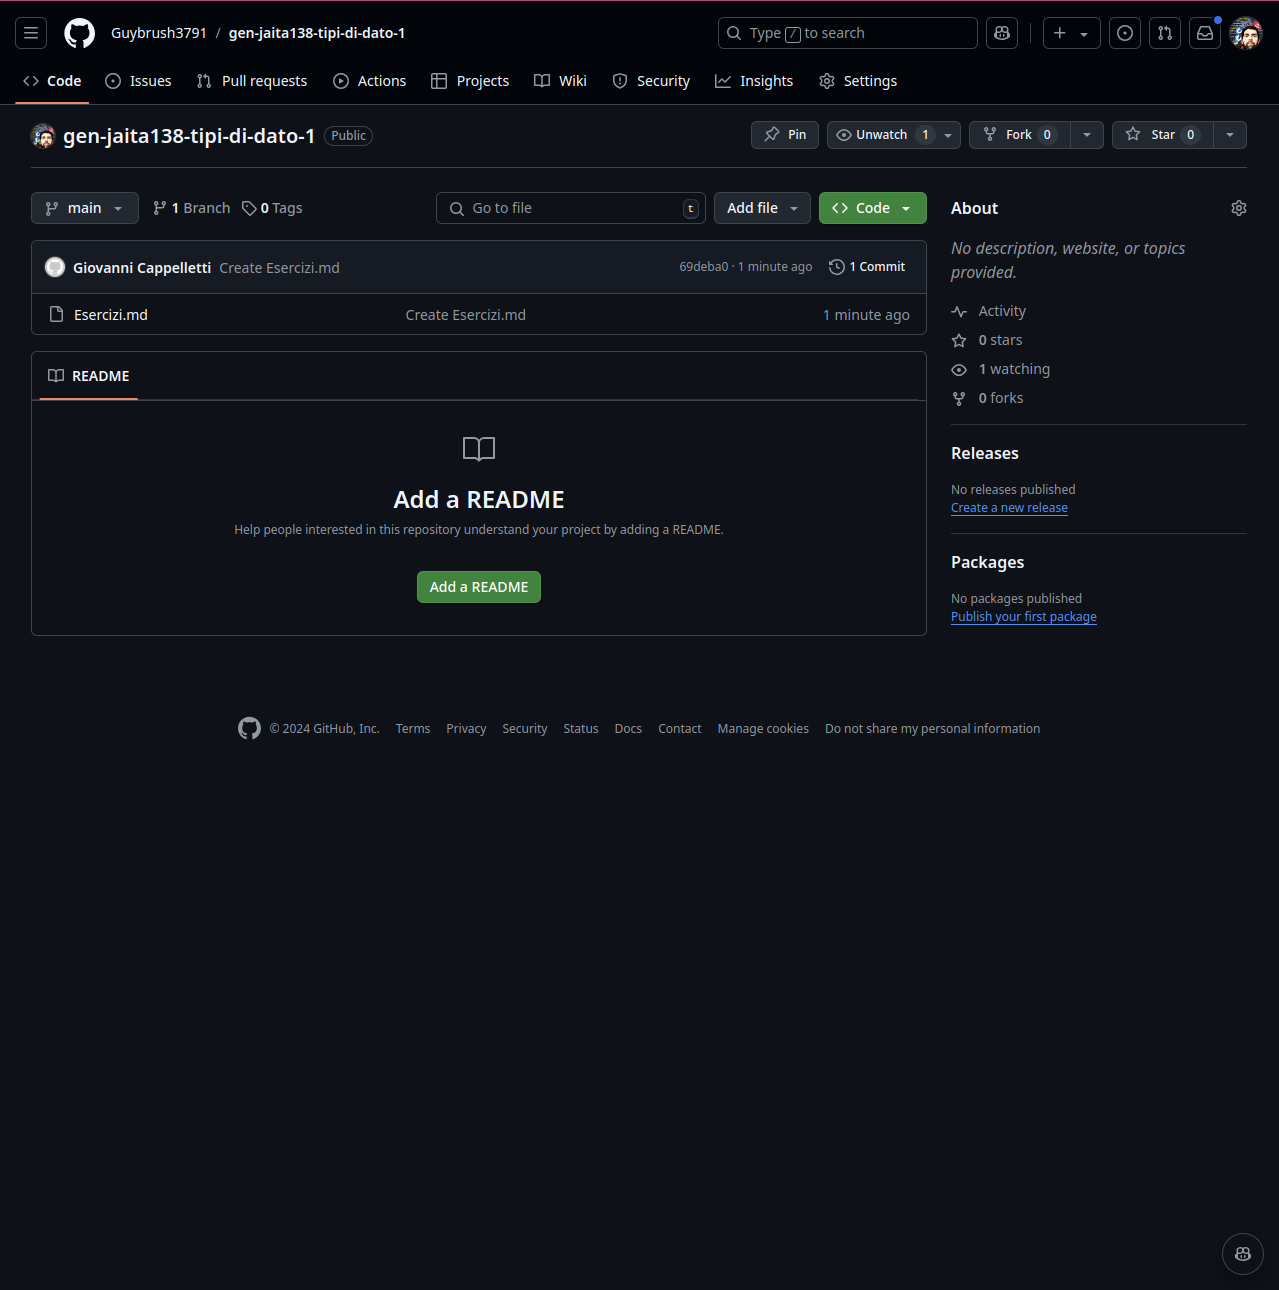 Guybrush3791 / gen-jaita138-tipi-di-dato-1
Type / to search
Code Issues Pull requests Actions Projects Wiki Security Insights Settings
gen-jaita138-tipi-di-dato-1 Public
Pin Unwatch 1 Fork 0 Star 0
main 1 Branch 0 Tags
Go to file t
Add file Code
Giovanni Cappelletti Create Esercizi.md
69deba0 · 1 minute ago 1 Commit
Esercizi.md Create Esercizi.md 1 minute ago
README
Add a README
Help people interested in this repository understand your project by adding a README.
Add a README
About
No description, website, or topics
provided.
Activity
0 stars
1 watching
0 forks
Releases
No releases published
Create a new release
Packages
No packages published
Publish your first package
© 2024 GitHub, Inc. Terms Privacy Security Status Docs Contact Manage cookies Do not share my personal information